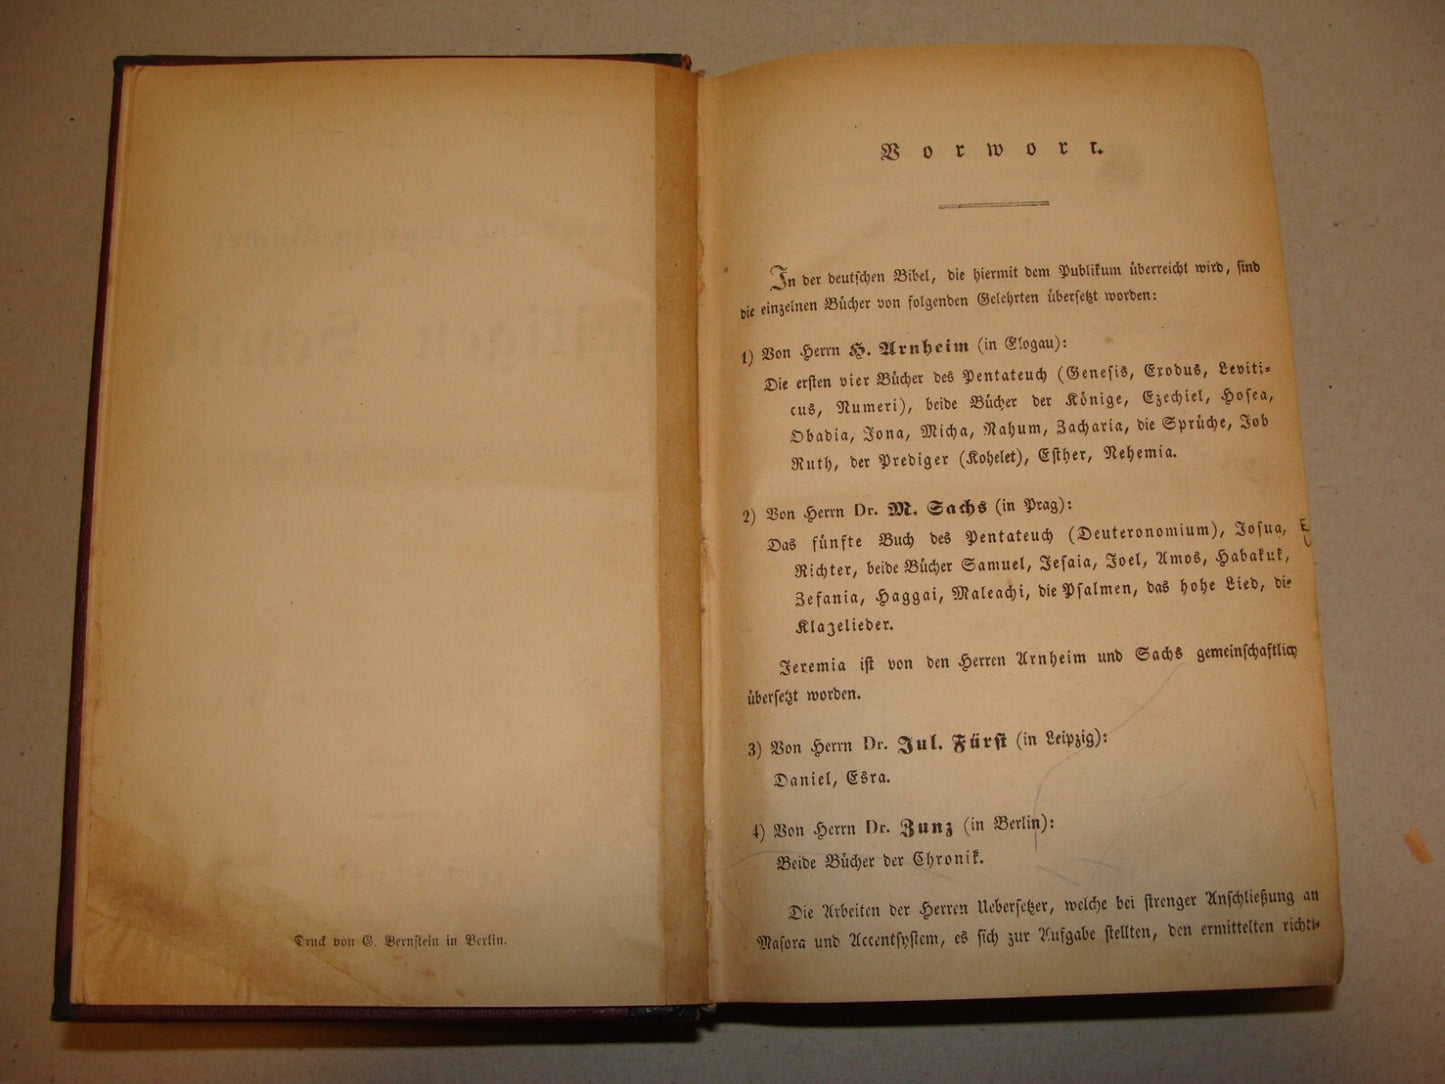 Druck von G. Bernstein in Berlin.
Vorwort.
In der deutschen Bibel, die hiermit dem Publikum überreicht wird, sind
die einzelnen Bücher von folgenden Gelehrten übersetzt worden:
1) Von Herrn H. Arnheim (in Glogau):
Die ersten vier Bücher des Pentateuch (Genesis, Exodus, Leviti-
cus, Numeri), beide Bücher der Könige, Ezechiel, Hosea,
Obadia, Jona, Micha, Nahum, Zacharia, die Sprüche, Job
Ruth, der Prediger (Kohelet), Esther, Nehemia.
2) Von Herrn Dr. M. Sachs (in Prag):
Das fünfte Buch des Pentateuch (Deuteronomium), Josua,
Richter, beide Bücher Samuel, Jesaia, Joel, Amos, Habakuk,
Zefania, Haggai, Maleachi, die Psalmen, das hohe Lied, die
Klagelieder.
Jeremia ist von den Herren Arnheim und Sachs gemeinschaftlich
übersetzt worden.
3) Von Herrn Dr. Jul. Fürst (in Leipzig):
Daniel, Esra.
4) Von Herrn Dr. Zunz (in Berlin):
Beide Bücher der Chronik.
Die Arbeiten der Herren Uebersetzer, welche bei strenger Anschließung an
Masora und Accentsystem, es sich zur Aufgabe stellten, den ermittelten richti-